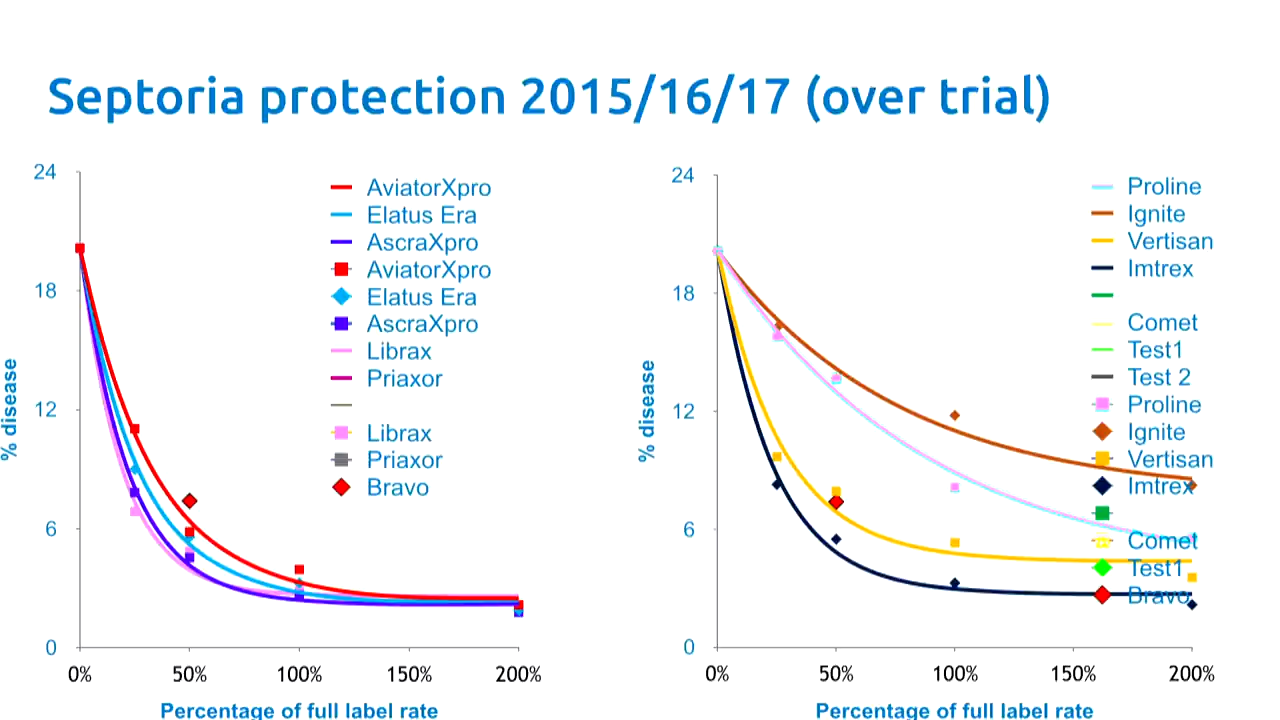 Septoria protection 2015/16/17 (over trial)
24
18
12
6
0
% disease
0%
50%
100%
150%
200%
Percentage of full label rate
AviatorXpro
Elatus Era
AscraXpro
AviatorXpro
Elatus Era
AscraXpro
Librax
Priaxor
Librax
Priaxor
Bravo
24
18
12
6
0
% disease
0%
50%
100%
150%
200%
Percentage of full label rate
Proline
Ignite
Vertisan
Imtrex
Comet
Test1
Test 2
Proline
Ignite
Vertisan
Imtrex
Comet
Test1
Bravo